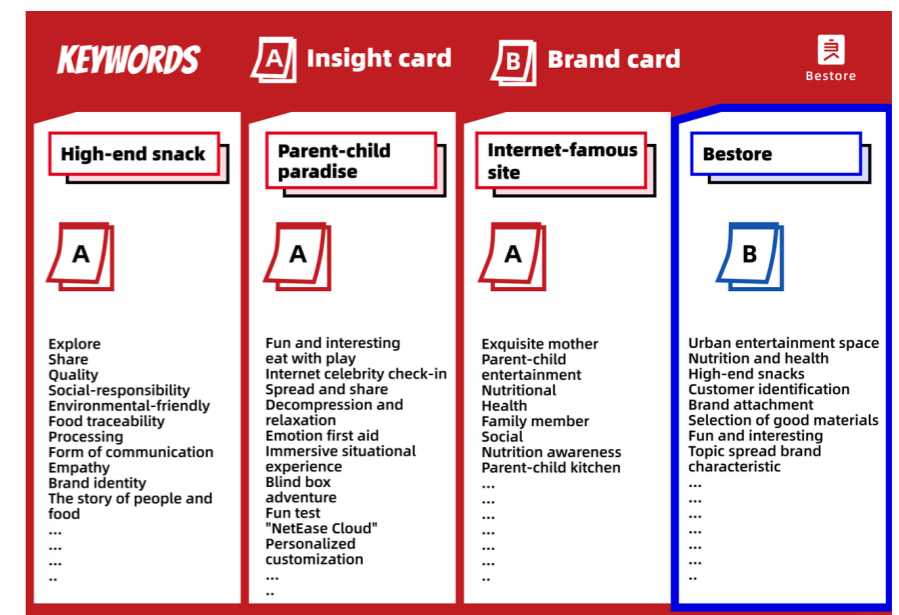 KEYWORDS
A
Insight card
B
Brand card
Bestore
High-end snack
A
Explore
Share
Quality
Social-responsibility
Environmental-friendly
Food traceability
Processing
Form of communication
Empathy
Brand identity
The story of people and
food
...
...
...
..
Parent-child
paradise
A
Fun and interesting
eat with play
Internet celebrity check-in
Spread and share
Decompression and
relaxation
Emotion first aid
Immersive situational
experience
Blind box
adventure
Fun test
"NetEase Cloud"
Personalized
customization
...
..
Internet-famous
site
A
Exquisite mother
Parent-child
entertainment
Nutritional
Health
Family member
Social
Nutrition awareness
Parent-child kitchen
...
...
...
...
...
...
..
Bestore
B
Urban entertainment space
Nutrition and health
High-end snacks
Customer identification
Brand attachment
Selection of good materials
Fun and interesting
Topic spread brand
characteristic
...
...
...
...
...
...
..